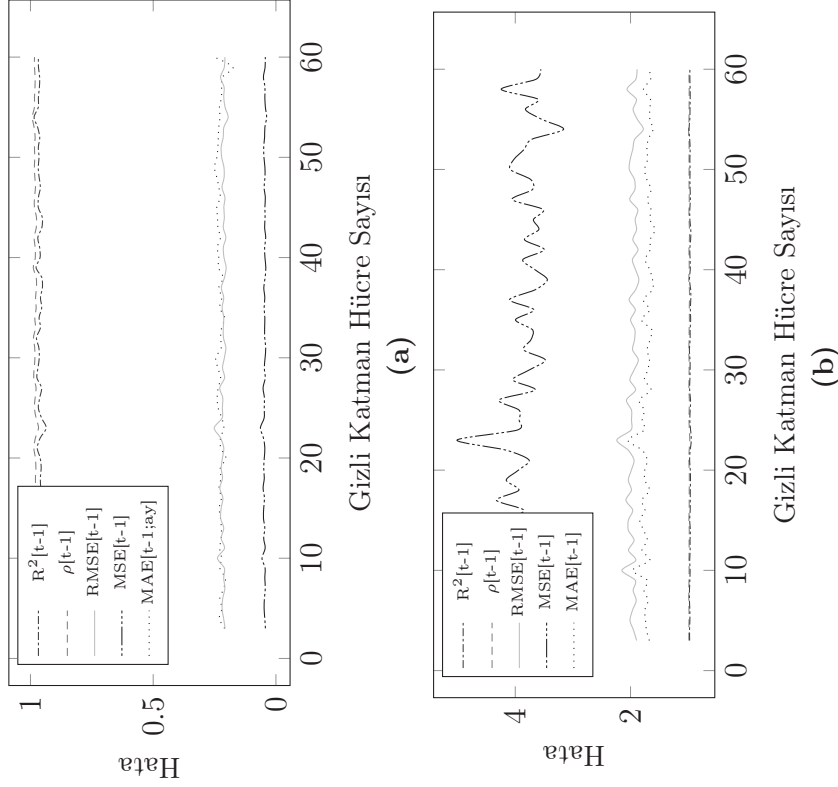 0
10
20
30
40
50
60
0
0.5
1
Gizli Katman Hücre Sayısı
Hata
R²[t-1]
ρ[t-1]
RMSE[t-1]
MSE[t-1]
MAE[t-1;ay]
(a)
0
10
20
30
40
50
60
2
4
Gizli Katman Hücre Sayısı
Hata
R²[t-1]
ρ[t-1]
RMSE[t-1]
MSE[t-1]
MAE[t-1]
(b)